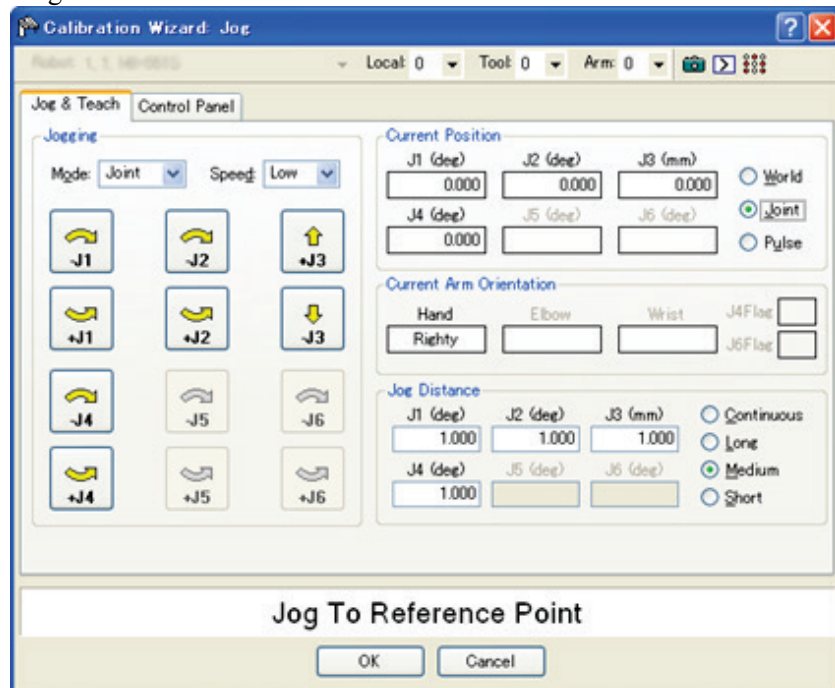 Calibration Wizard: Jog
Local: 0 Tool: 0 Arm: 0
Jog & Teach Control Panel
Jogging
Mode: Joint Speed: Low
-J1 -J2 +J3
+J1 +J2 -J3
-J4 -J5 -J6
+J4 +J5 +J6
Current Position
J1 (deg) J2 (deg) J3 (mm)
0.000 0.000 0.000
World
J4 (deg) J5 (deg) J6 (deg)
Joint
0.000
Pulse
Current Arm Orientation
Hand Elbow Wrist J4Flag
Righty
J6Flag
Jog Distance
J1 (deg) J2 (deg) J3 (mm)
Continuous
1.000 1.000 1.000
Long
J4 (deg) J5 (deg) J6 (deg)
Medium
1.000
Short
Jog To Reference Point
OK Cancel